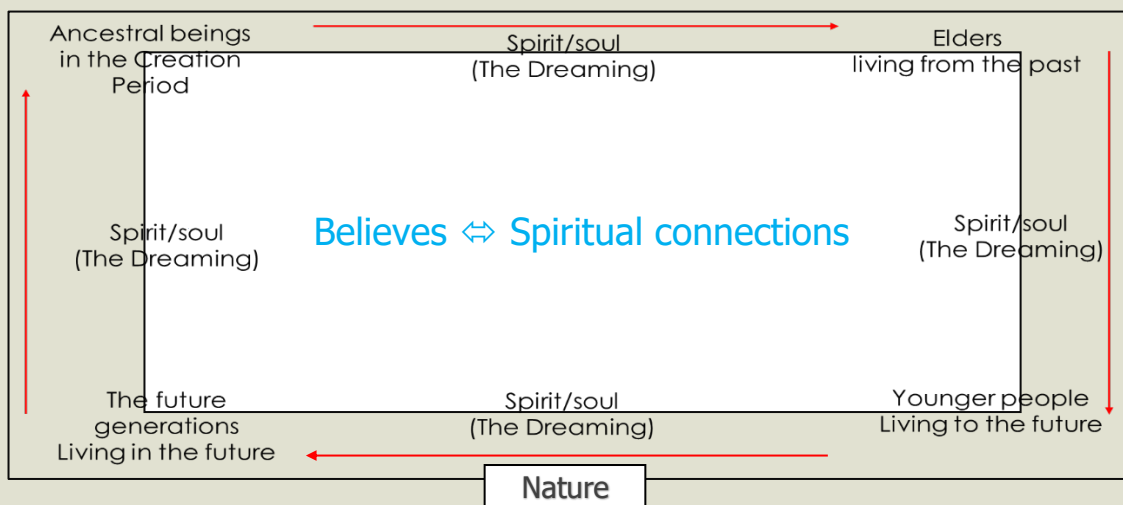 Ancestral beings
in the Creation
Period
Spirit/soul
(The Dreaming)
Elders
living from the past
Spirit/soul
(The Dreaming)
Believes ⇔ Spiritual connections
Spirit/soul
(The Dreaming)
The future
generations
Living in the future
Spirit/soul
(The Dreaming)
Younger people
Living to the future
Nature